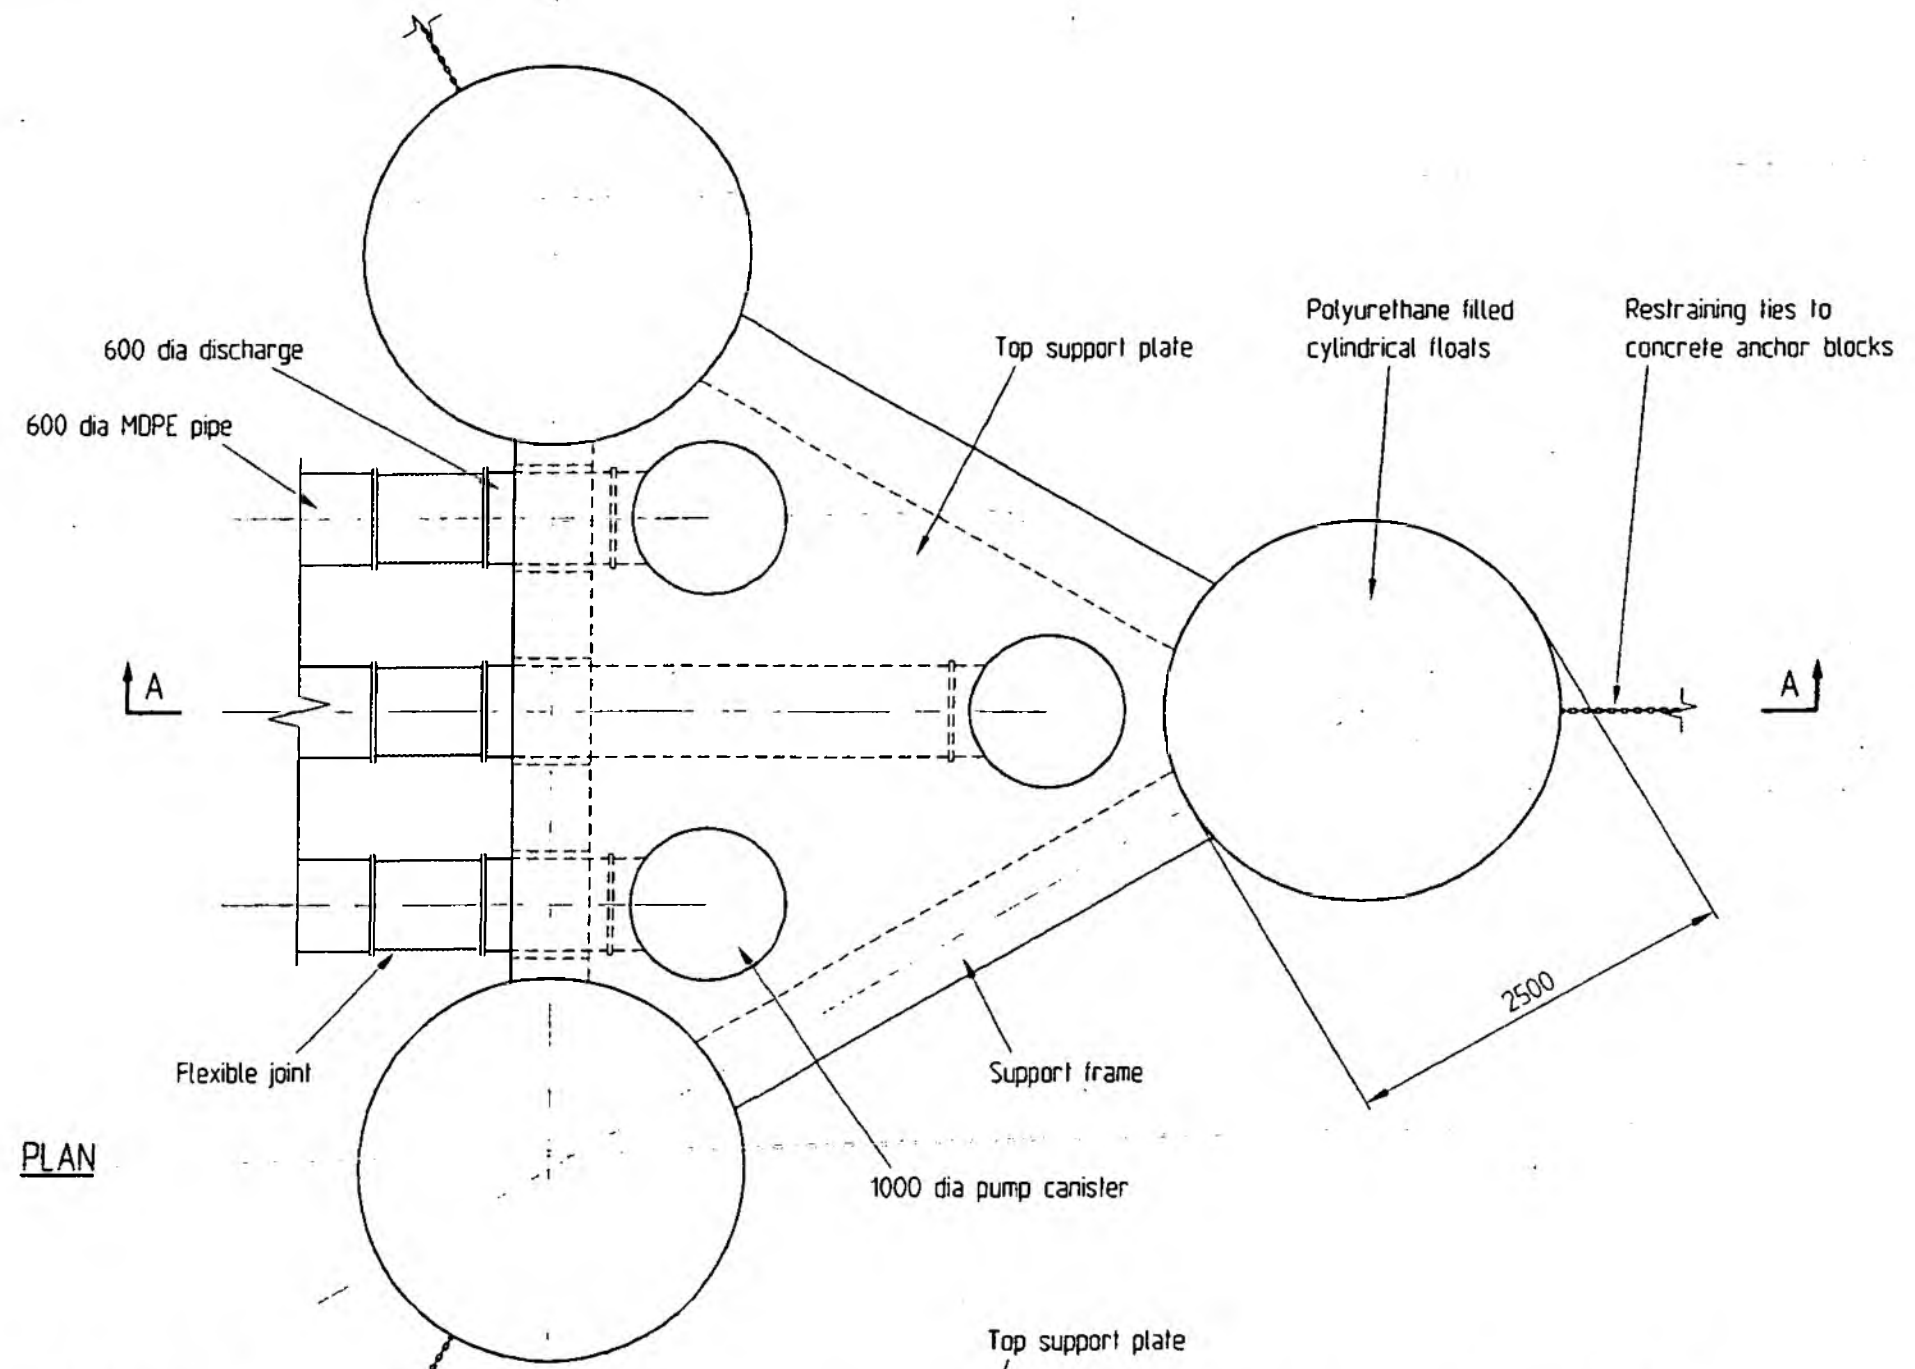 Polyurethane filled
cylindrical floats
Restraining ties to
concrete anchor blocks
600 dia discharge
Top support plate
600 dia MDPE pipe
A
A
2500
Flexible joint
Support frame
PLAN
1000 dia pump canister
Top support plate